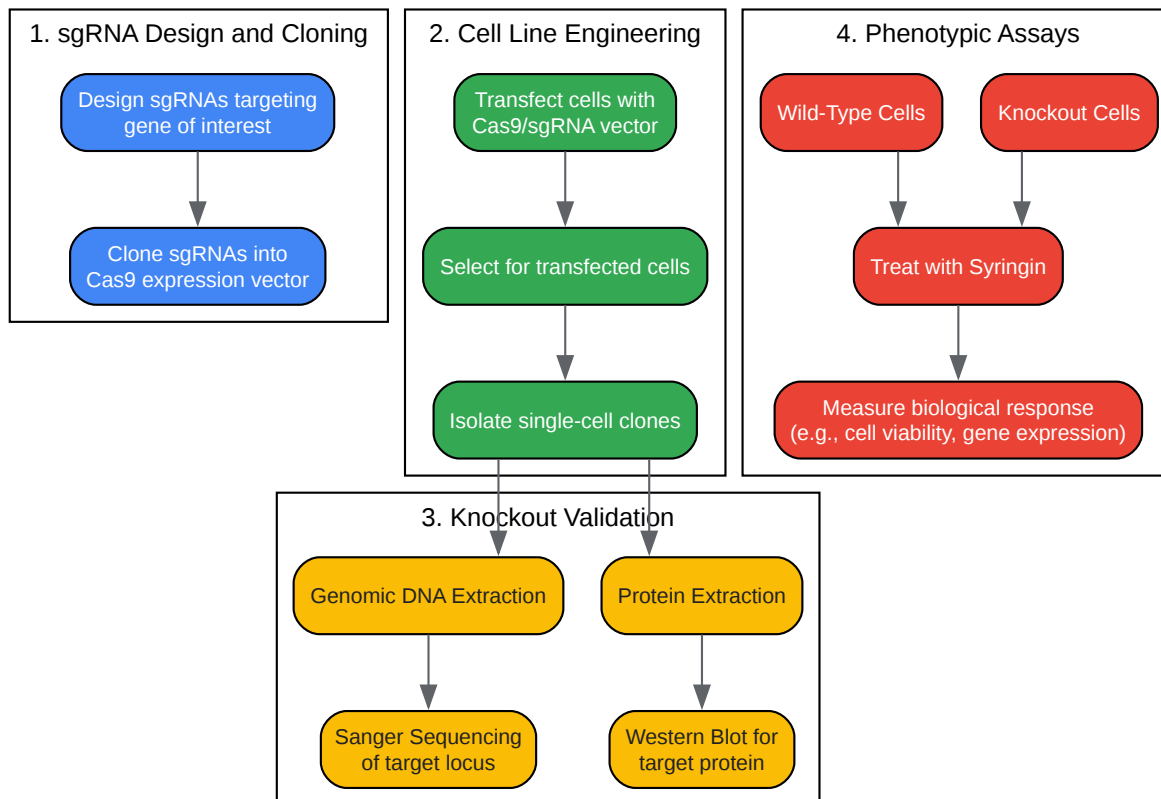 1. sgRNA Design and Cloning
Design sgRNAs targeting
gene of interest
Clone sgRNAs into
Cas9 expression vector
2. Cell Line Engineering
Transfect cells with
Cas9/sgRNA vector
Select for transfected cells
Isolate single-cell clones
3. Knockout Validation
Genomic DNA Extraction
Protein Extraction
Sanger Sequencing
of target locus
Western Blot for
target protein
4. Phenotypic Assays
Wild-Type Cells
Knockout Cells
Treat with Syringin
Measure biological response
(e.g., cell viability, gene expression)